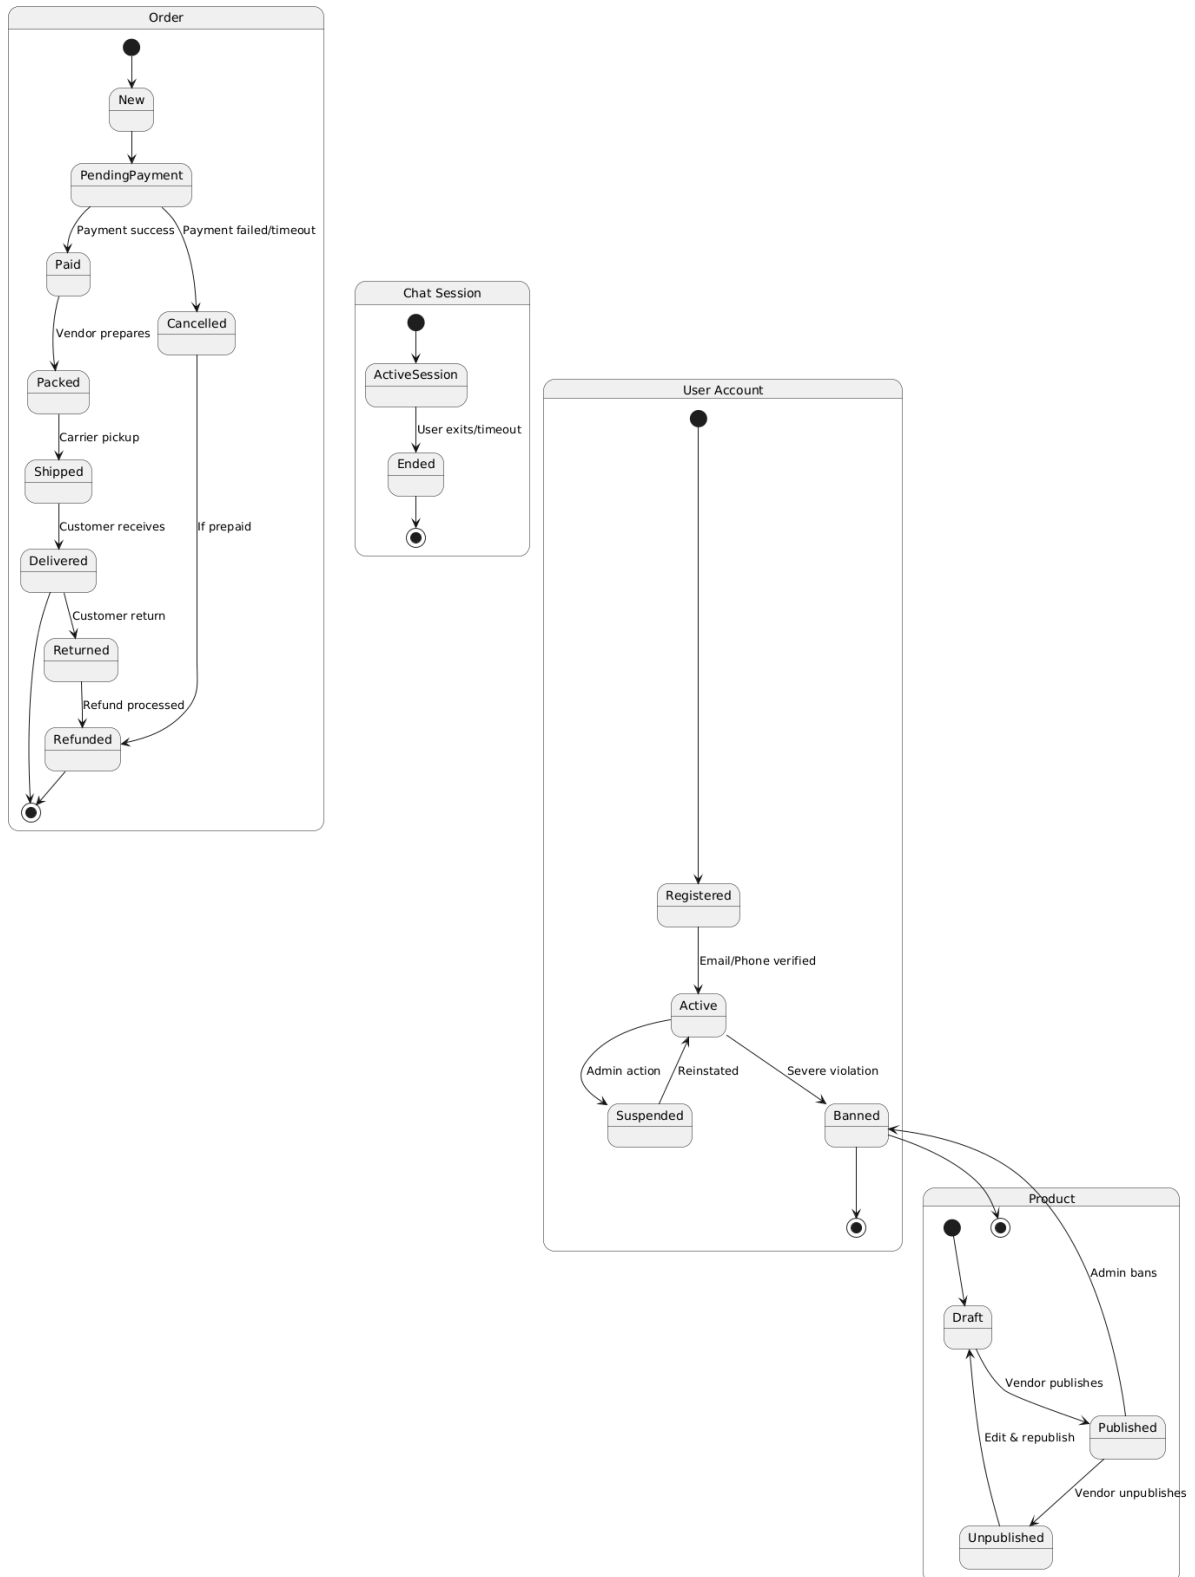 Order
New
PendingPayment
Payment success
Payment failed/timeout
Paid
Cancelled
Vendor prepares
Packed
Carrier pickup
Shipped
Customer receives
If prepaid
Delivered
Customer return
Returned
Refund processed
Refunded
Chat Session
ActiveSession
User exits/timeout
Ended
User Account
Registered
Email/Phone verified
Active
Admin action
Reinstated
Severe violation
Suspended
Banned
Product
Admin bans
Draft
Vendor publishes
Published
Edit & republish
Vendor unpublishes
Unpublished